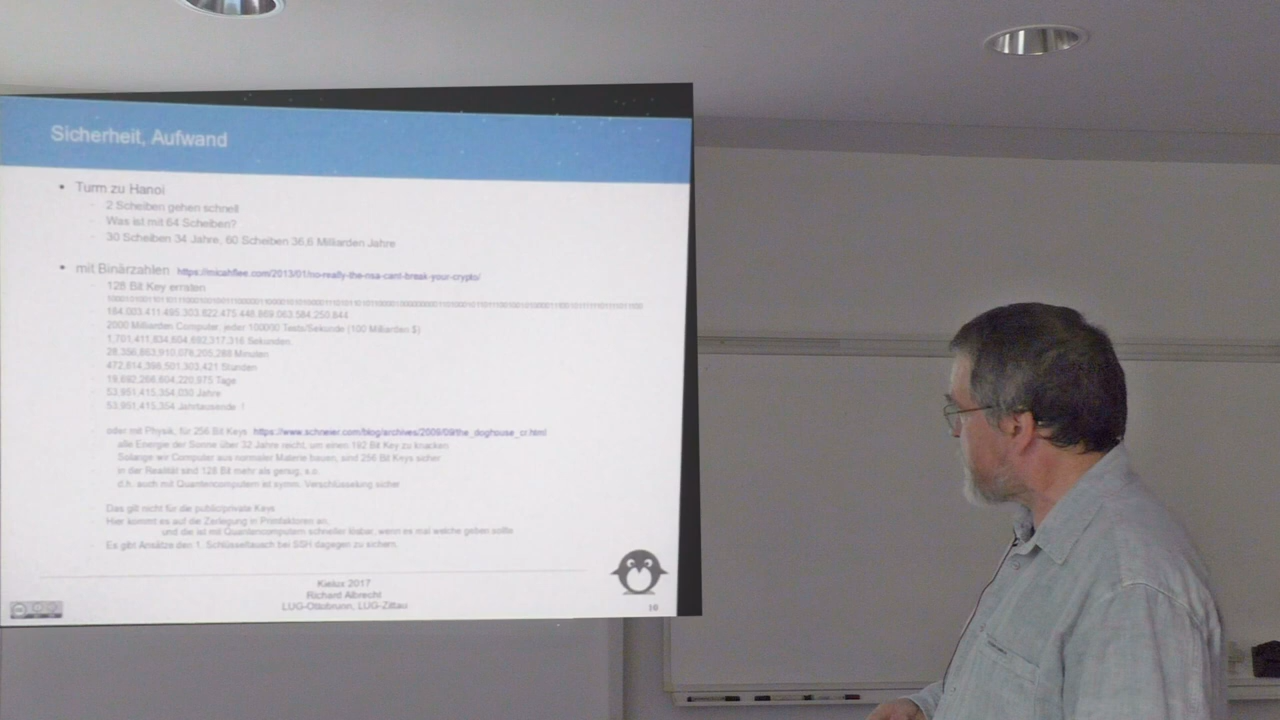 Sicherheit, Aufwand
Turm zu Hanoi
2 Scheiben gehen schnell
Was ist mit 64 Scheiben?
30 Scheiben 34 Jahre, 60 Scheiben 36,6 Milliarden Jahre
mit Binärzahlen https://micahflee.com/2013/01/no-really-the-nsa-cant-break-your-crypto/
128 Bit Key erraten
184.003.411.495.303.822.475.448.869.063.584.250.844
2000 Milliarden Computer, jeder 100000 Tests/Sekunde (100 Milliarden $)
1,701,411,834,604,692,317,316 Sekunden
28,356,863,910,078,205,288 Minuten
472,614,398,501,303,421 Stunden
19,692,266,604,220,975 Tage
53,951,415,354,030 Jahre
53,951,415,354 Jahrtausende !
oder mit Physik, für 256 Bit Keys https://www.schneier.com/blog/archives/2009/09/the_doghouse_cr.html
alle Energie der Sonne über 32 Jahre reicht, um einen 192 Bit Key zu knacken
Solange wir Computer aus normaler Materie bauen, sind 256 Bit Keys sicher
in der Realität sind 128 Bit mehr als genug, s.o.
d.h. auch mit Quantencomputern ist symm. Verschlüsselung sicher
Das gilt nicht für die public/private Keys
Hier kommt es auf die Zerlegung in Primfaktoren an,
und die ist mit Quantencomputern schneller lösbar, wenn es mal welche geben sollte
Es gibt Ansätze den 1. Schlüsseltausch bei SSH dagegen zu sichern.
Kielux 2017
Richard Albrecht
LUG-Ottobrunn, LUG-Zittau
10